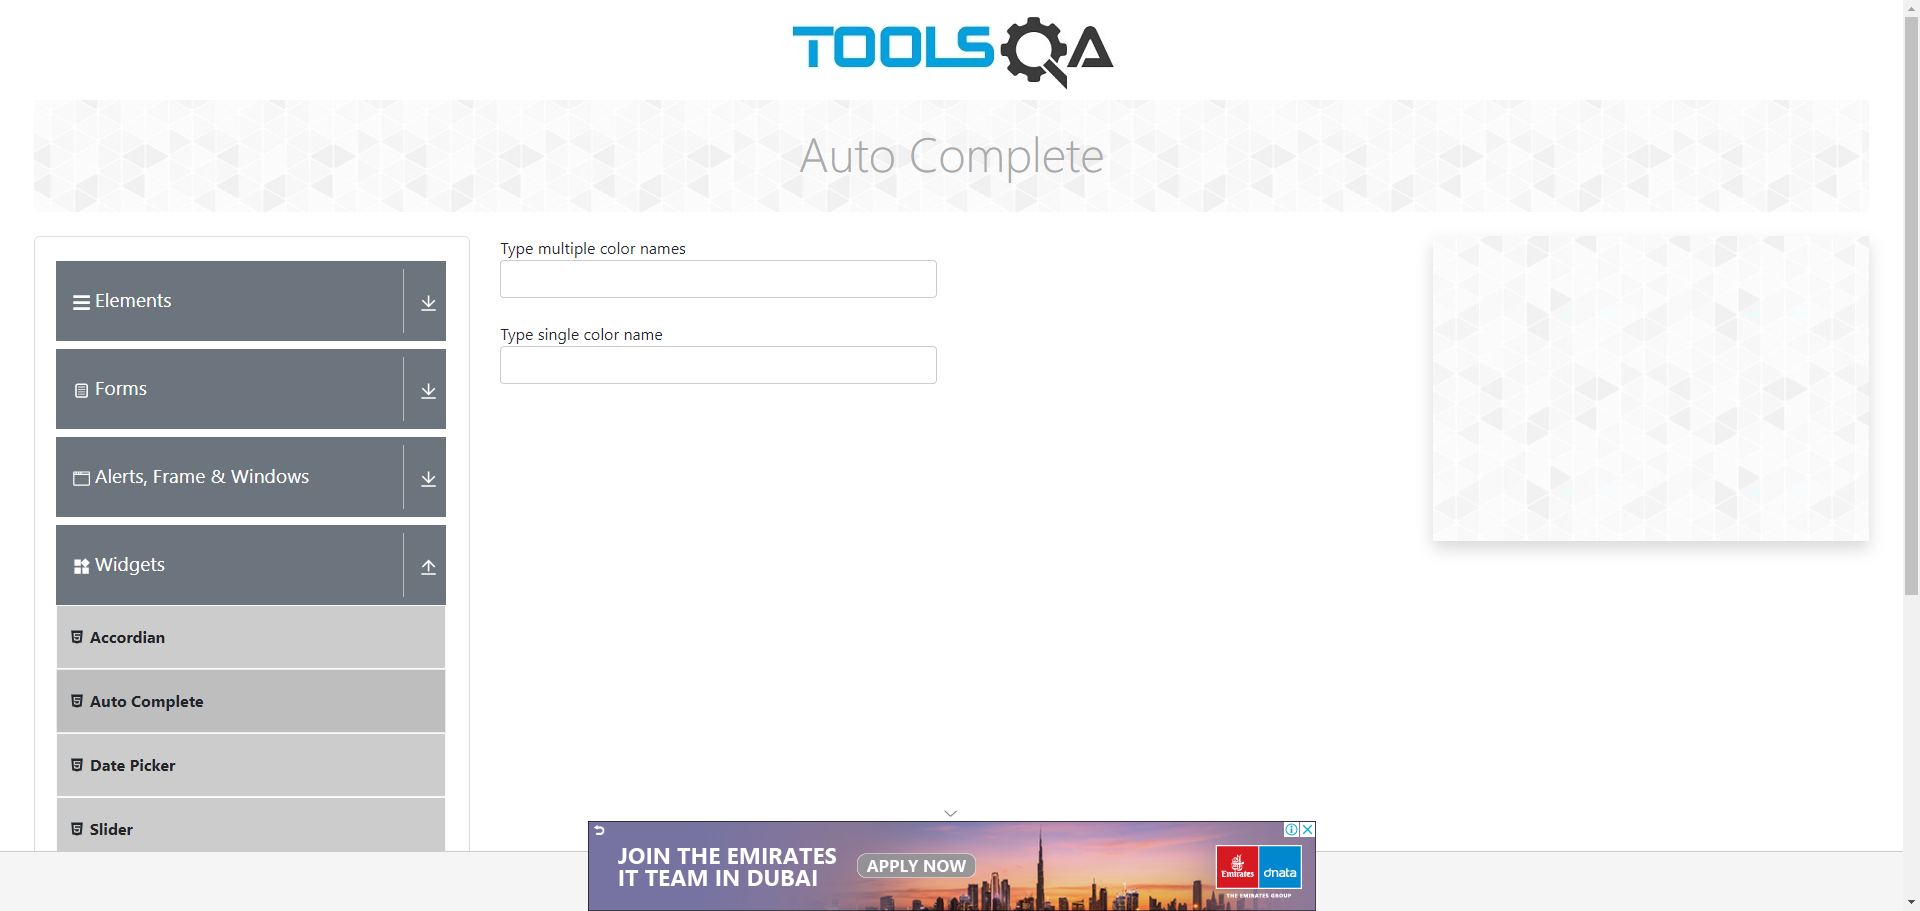 TOOLSQA
Auto Complete
Elements
Forms
Alerts, Frame & Windows
Widgets
Accordian
Auto Complete
Date Picker
Slider
Type multiple color names
Type single color name
JOIN THE EMIRATES
IT TEAM IN DUBAI
APPLY NOW
Emirates
dnata
THE EMIRATES GROUP